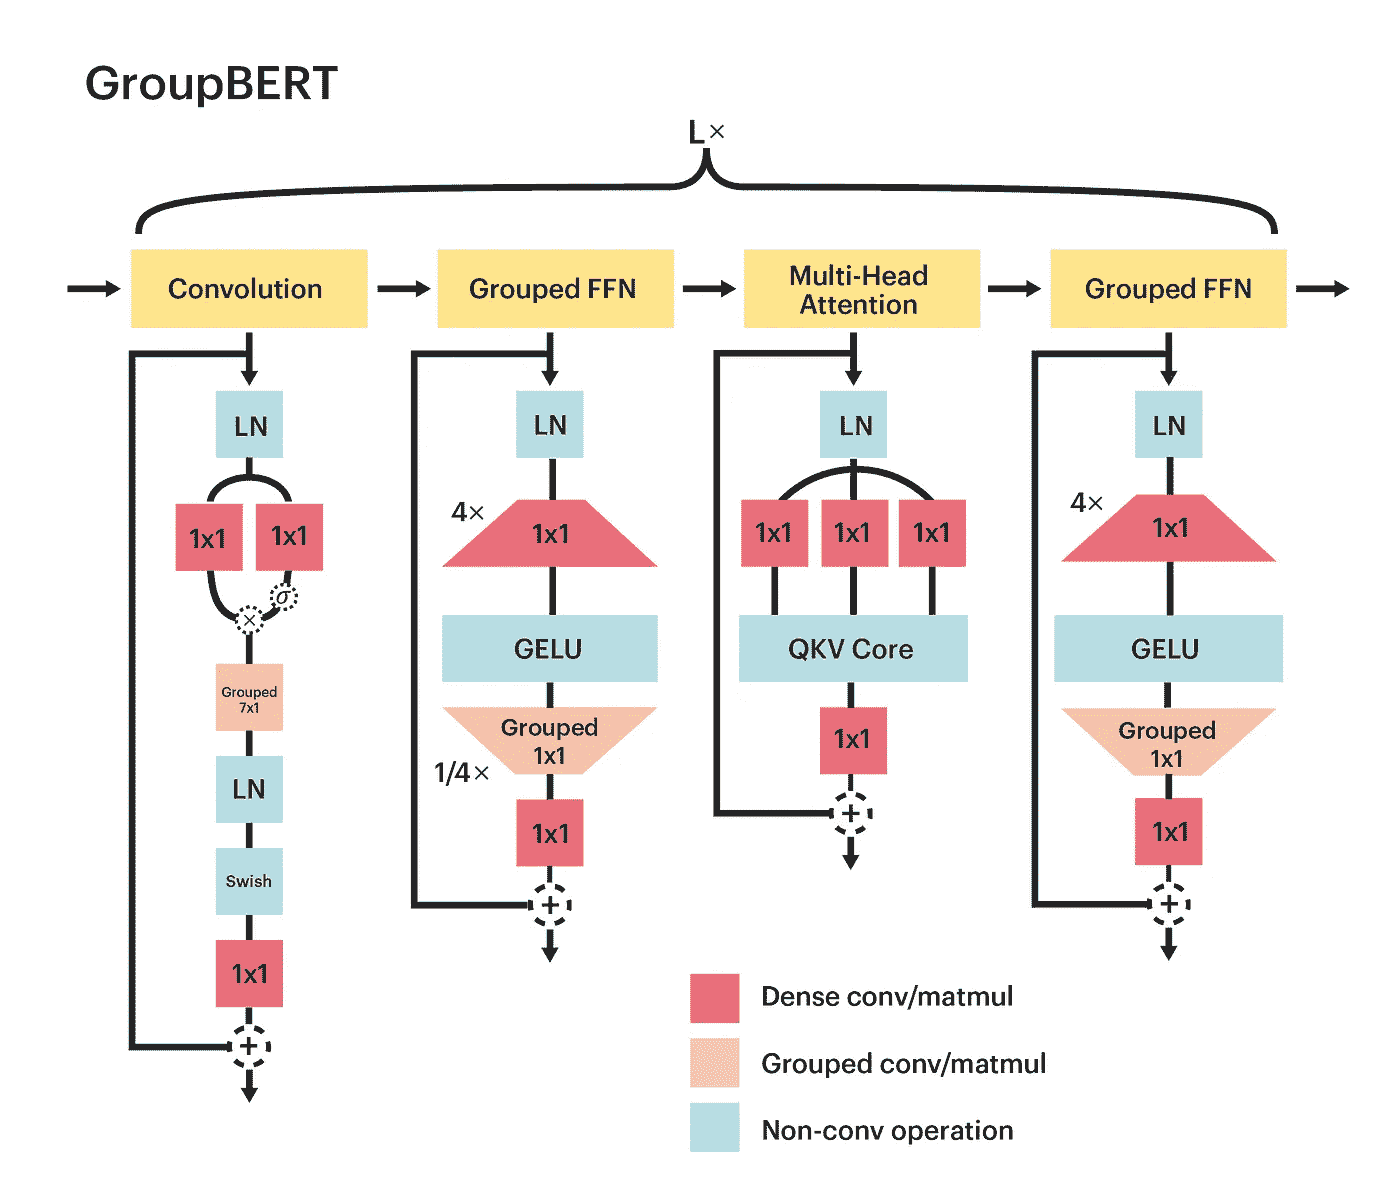 GroupBERT
L×
Convolution
Grouped FFN
Multi-Head
Attention
Grouped FFN
LN
1x1
1x1
σ
×
Grouped
7x1
LN
Swish
1x1
+
LN
4×
1x1
GELU
Grouped
1x1
1/4×
1x1
+
LN
1x1
1x1
1x1
QKV Core
1x1
+
LN
4×
1x1
GELU
Grouped
1x1
1x1
+
Dense conv/matmul
Grouped conv/matmul
Non-conv operation